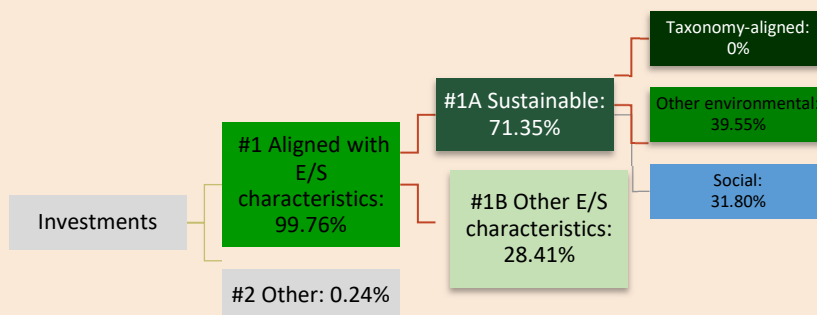 Investments
#1 Aligned with
E/S
characteristics:
99.76%
#2 Other: 0.24%
#1A Sustainable:
71.35%
#1B Other E/S
characteristics:
28.41%
Taxonomy-aligned:
0%
Other environmental:
39.55%
Social:
31.80%